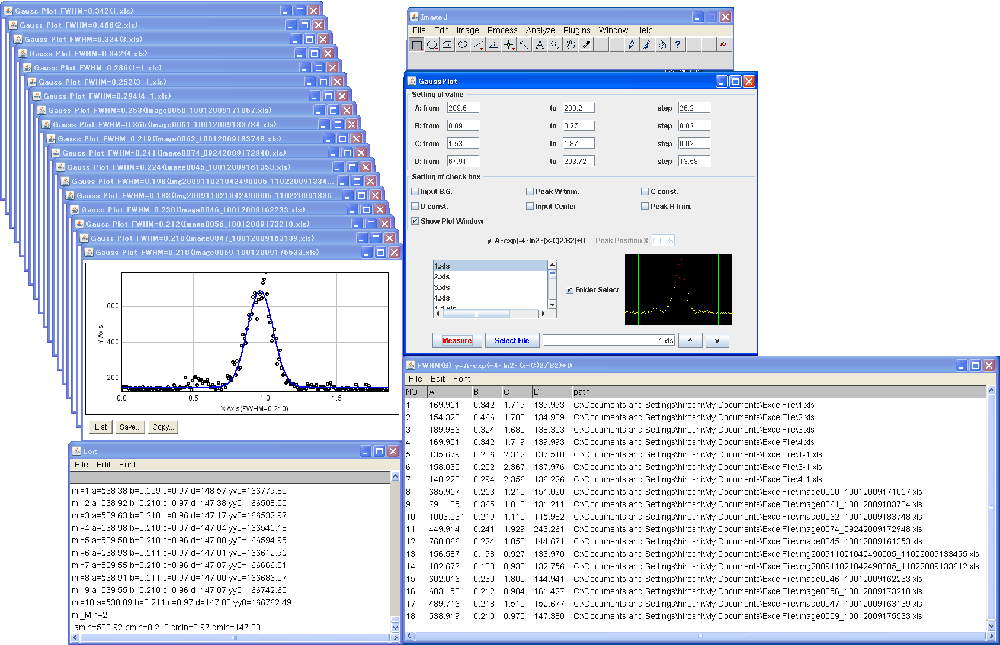 Gauss Plot FWHM=0.342(1.xls)
Gauss Plot FWHM=0.466(2.xls)
Gauss Plot FWHM=0.324(3.xls)
Gauss Plot FWHM=0.342(4.xls)
Gauss Plot FWHM=0.286(1-1.xls)
Gauss Plot FWHM=0.252(3-1.xls)
Gauss Plot FWHM=0.294(4-1.xls)
Gauss Plot FWHM=0.253(Image0050_10012009171057.xls)
Gauss Plot FWHM=0.365(Image0061_10012009183734.xls)
Gauss Plot FWHM=0.219(Image0062_10012009183748.xls)
Gauss Plot FWHM=0.241(Image0074_09242009172948.xls)
Gauss Plot FWHM=0.224(Image0045_10012009161353.xls)
Gauss Plot FWHM=0.198(Img200911021042490005_110220091334...
Gauss Plot FWHM=0.183(Img200911021042490005_110220091336...
Gauss Plot FWHM=0.230(Image0046_10012009162233.xls)
Gauss Plot FWHM=0.212(Image0056_10012009173218.xls)
Gauss Plot FWHM=0.218(Image0047_10012009163139.xls)
Gauss Plot FWHM=0.210(Image0059_10012009175533.xls)
600
400
200
Y Axis
0.0 0.5 1.0 1.5
X Axis(FWHM=0.210)
List Save... Copy...
Log
File Edit Font
mi=1 a=538.38 b=0.209 c=0.97 d=148.57 yy0=166779.80
mi=2 a=538.92 b=0.210 c=0.97 d=147.38 yy0=166508.55
mi=3 a=539.63 b=0.210 c=0.96 d=147.17 yy0=166532.97
mi=4 a=538.98 b=0.210 c=0.96 d=147.04 yy0=166545.18
mi=5 a=539.58 b=0.210 c=0.96 d=147.08 yy0=166594.95
mi=6 a=538.93 b=0.211 c=0.97 d=147.01 yy0=166612.95
mi=7 a=539.55 b=0.210 c=0.96 d=147.07 yy0=166666.81
mi=8 a=538.91 b=0.211 c=0.97 d=147.00 yy0=166686.07
mi=9 a=539.55 b=0.210 c=0.96 d=147.07 yy0=166742.60
mi=10 a=538.89 b=0.211 c=0.97 d=147.00 yy0=166762.49
mi_Min=2
amin=538.92 bmin=0.210 cmin=0.97 dmin=147.38
ImageJ
File Edit Image Process Analyze Plugins Window Help
A ? >>
GaussPlot
Setting of value
A: from 209.6 to 288.2 step 26.2
B: from 0.09 to 0.27 step 0.02
C: from 1.53 to 1.87 step 0.02
D: from 67.91 to 203.72 step 13.58
Setting of check box
Input B.G. Peak W trim. C const.
D const. Input Center Peak H trim.
Show Plot Window
y=A·exp(-4·ln2·(x-C)2/B2)+D Peak Position X 50.0%
1.xls
2.xls
3.xls
4.xls
1-1.xls
Folder Select
Measure Select File 1.xls ^ v
FWHM(B) y=A·exp(-4·ln2·(x-C)2/B2)+D
File Edit Font
NO. A B C D path
1 169.951 0.342 1.719 139.993 C:\Documents and Settings\hiroshi\My Documents\ExcelFile\1.xls
2 154.323 0.466 1.708 134.989 C:\Documents and Settings\hiroshi\My Documents\ExcelFile\2.xls
3 189.986 0.324 1.680 138.303 C:\Documents and Settings\hiroshi\My Documents\ExcelFile\3.xls
4 169.951 0.342 1.719 139.993 C:\Documents and Settings\hiroshi\My Documents\ExcelFile\4.xls
5 135.679 0.286 2.312 137.510 C:\Documents and Settings\hiroshi\My Documents\ExcelFile\1-1.xls
6 158.035 0.252 2.367 137.976 C:\Documents and Settings\hiroshi\My Documents\ExcelFile\3-1.xls
7 148.228 0.294 2.356 136.226 C:\Documents and Settings\hiroshi\My Documents\ExcelFile\4-1.xls
8 685.957 0.253 1.210 151.020 C:\Documents and Settings\hiroshi\My Documents\ExcelFile\Image0050_10012009171057.xls
9 791.185 0.365 1.018 131.211 C:\Documents and Settings\hiroshi\My Documents\ExcelFile\Image0061_10012009183734.xls
10 1003.034 0.219 1.110 145.982 C:\Documents and Settings\hiroshi\My Documents\ExcelFile\Image0062_10012009183748.xls
11 449.914 0.241 1.929 243.261 C:\Documents and Settings\hiroshi\My Documents\ExcelFile\Image0074_09242009172948.xls
12 768.066 0.224 1.858 144.671 C:\Documents and Settings\hiroshi\My Documents\ExcelFile\Image0045_10012009161353.xls
13 156.587 0.198 0.927 133.970 C:\Documents and Settings\hiroshi\My Documents\ExcelFile\Img200911021042490005_11022009133455.xls
14 182.677 0.183 0.938 132.756 C:\Documents and Settings\hiroshi\My Documents\ExcelFile\Img200911021042490005_11022009133612.xls
15 602.016 0.230 1.800 144.941 C:\Documents and Settings\hiroshi\My Documents\ExcelFile\Image0046_10012009162233.xls
16 603.150 0.212 0.904 161.427 C:\Documents and Settings\hiroshi\My Documents\ExcelFile\Image0056_10012009173218.xls
17 489.716 0.218 1.510 152.677 C:\Documents and Settings\hiroshi\My Documents\ExcelFile\Image0047_10012009163139.xls
18 538.919 0.210 0.970 147.380 C:\Documents and Settings\hiroshi\My Documents\ExcelFile\Image0059_10012009175533.xls